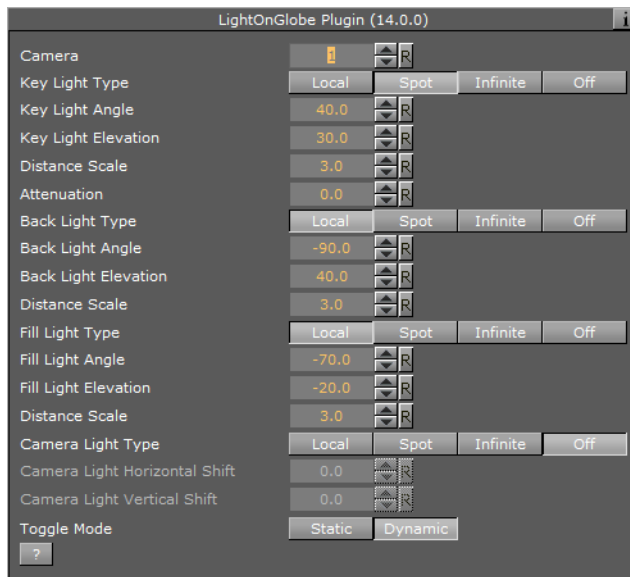 LightOnGlobe Plugin (14.0.0) i
Camera 1 R
Key Light Type Local Spot Infinite Off
Key Light Angle 40.0 R
Key Light Elevation 30.0 R
Distance Scale 3.0 R
Attenuation 0.0 R
Back Light Type Local Spot Infinite Off
Back Light Angle -90.0 R
Back Light Elevation 40.0 R
Distance Scale 3.0 R
Fill Light Type Local Spot Infinite Off
Fill Light Angle -70.0 R
Fill Light Elevation -20.0 R
Distance Scale 3.0 R
Camera Light Type Local Spot Infinite Off
Camera Light Horizontal Shift 0.0 R
Camera Light Vertical Shift 0.0 R
Toggle Mode Static Dynamic
?